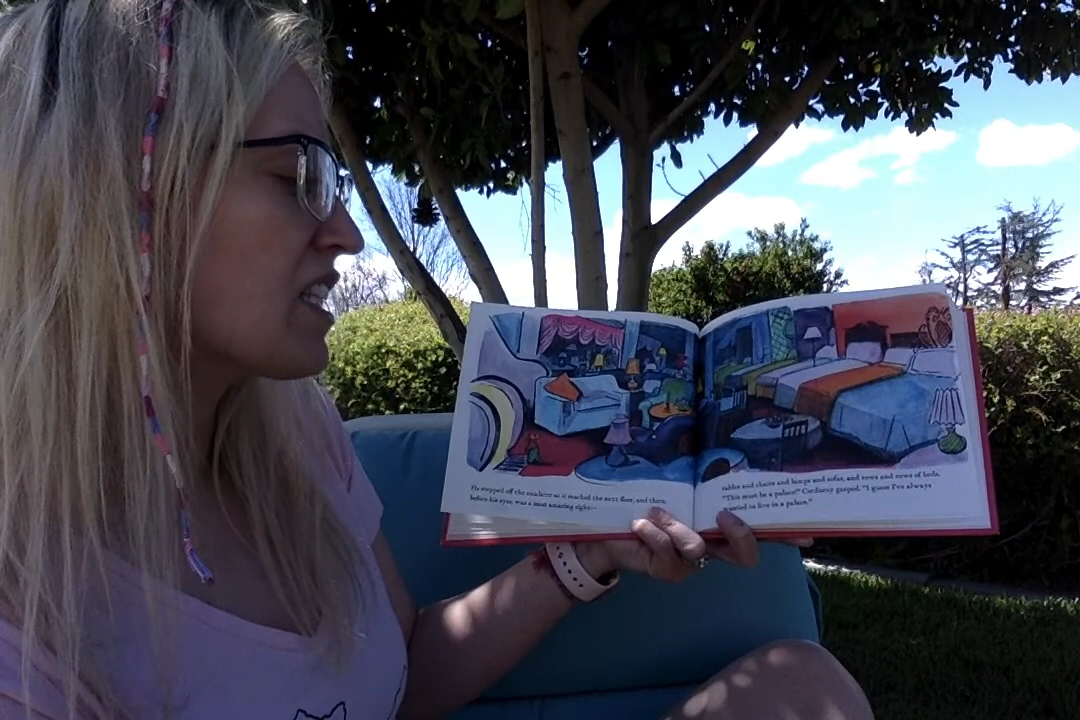 He stepped off the escalator as it reached the next floor, and there,
before his eyes, was a most amazing sight—
tables and chairs and lamps and sofas, and rows and rows of beds.
"This must be a palace!" Corduroy gasped. "I guess I've always
wanted to live in a palace."